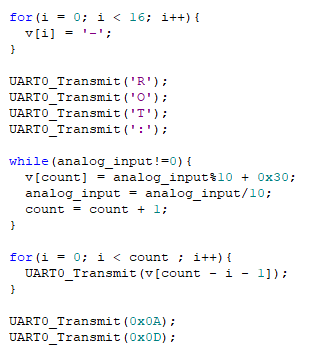 for(i = 0; i < 16; i++){
  v[i] = '-';
}

UART0_Transmit('R');
UART0_Transmit('O');
UART0_Transmit('T');
UART0_Transmit(':');

while(analog_input!=0){
  v[count] = analog_input%10 + 0x30;
  analog_input = analog_input/10;
  count = count + 1;
}

for(i = 0; i < count ; i++){
  UART0_Transmit(v[count - i - 1]);
}

UART0_Transmit(0x0A);
UART0_Transmit(0x0D);